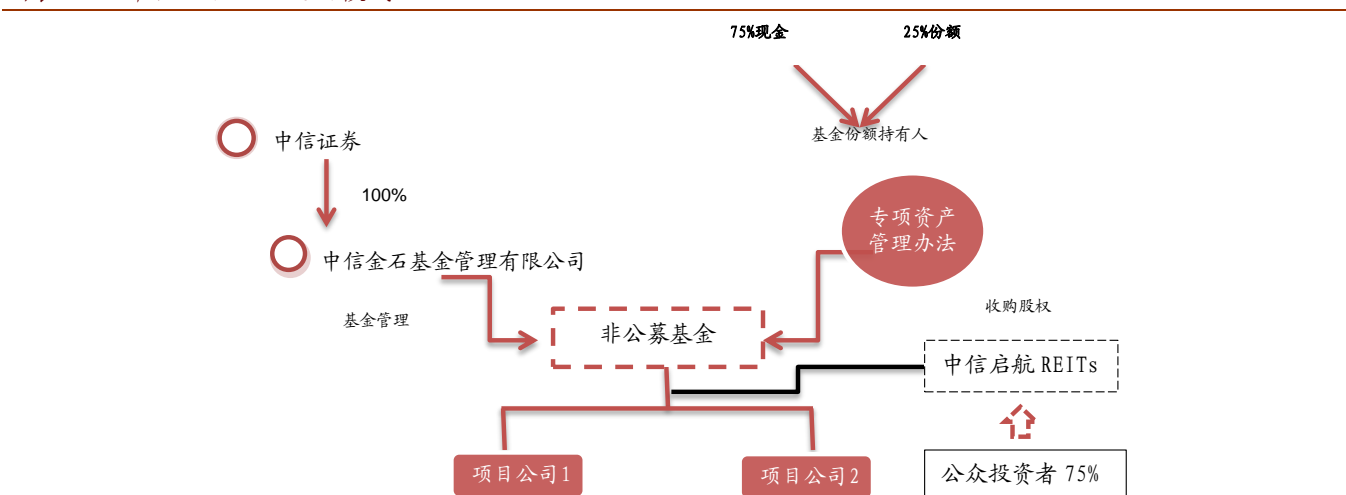 75%现金
25%份额
基金份额持有人
中信证券
100%
专项资产
管理办法
中信金石基金管理有限公司
收购股权
基金管理
非公募基金
中信启航 REITs
项目公司1
项目公司2
公众投资者 75%